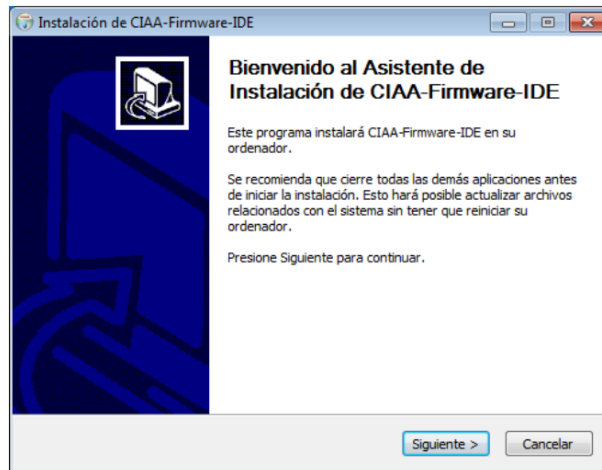 Instalación de CIAA-Firmware-IDE
Bienvenido al Asistente de
Instalación de CIAA-Firmware-IDE
Este programa instalará CIAA-Firmware-IDE en su
ordenador.
Se recomienda que cierre todas las demás aplicaciones antes
de iniciar la instalación. Esto hará posible actualizar archivos
relacionados con el sistema sin tener que reiniciar su
ordenador.
Presione Siguiente para continuar.
Siguiente >
Cancelar